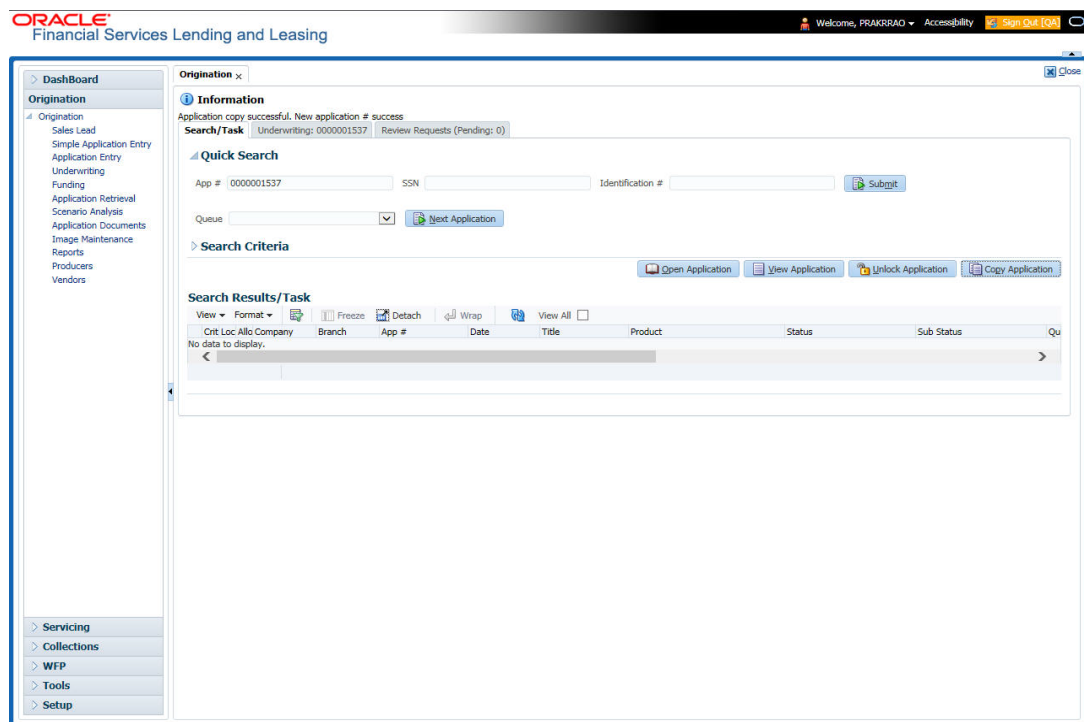 ORACLE
Financial Services Lending and Leasing
Welcome, PRAKRRAO Accessibility Sign Out [QA]
DashBoard
Origination
Origination
Sales Lead
Simple Application Entry
Application Entry
Underwriting
Funding
Application Retrieval
Scenario Analysis
Application Documents
Image Maintenance
Reports
Producers
Vendors
Servicing
Collections
WFP
Tools
Setup
Origination x
Close
Information
Application copy successful. New application # success
Search/Task Underwriting: 0000001537 Review Requests (Pending: 0)
Quick Search
App # 0000001537 SSN Identification # Submit
Queue Next Application
Search Criteria
Open Application View Application Unlock Application Copy Application
Search Results/Task
View Format Freeze Detach Wrap View All
Crit Loc Allo Company Branch App # Date Title Product Status Sub Status Qu
No data to display.